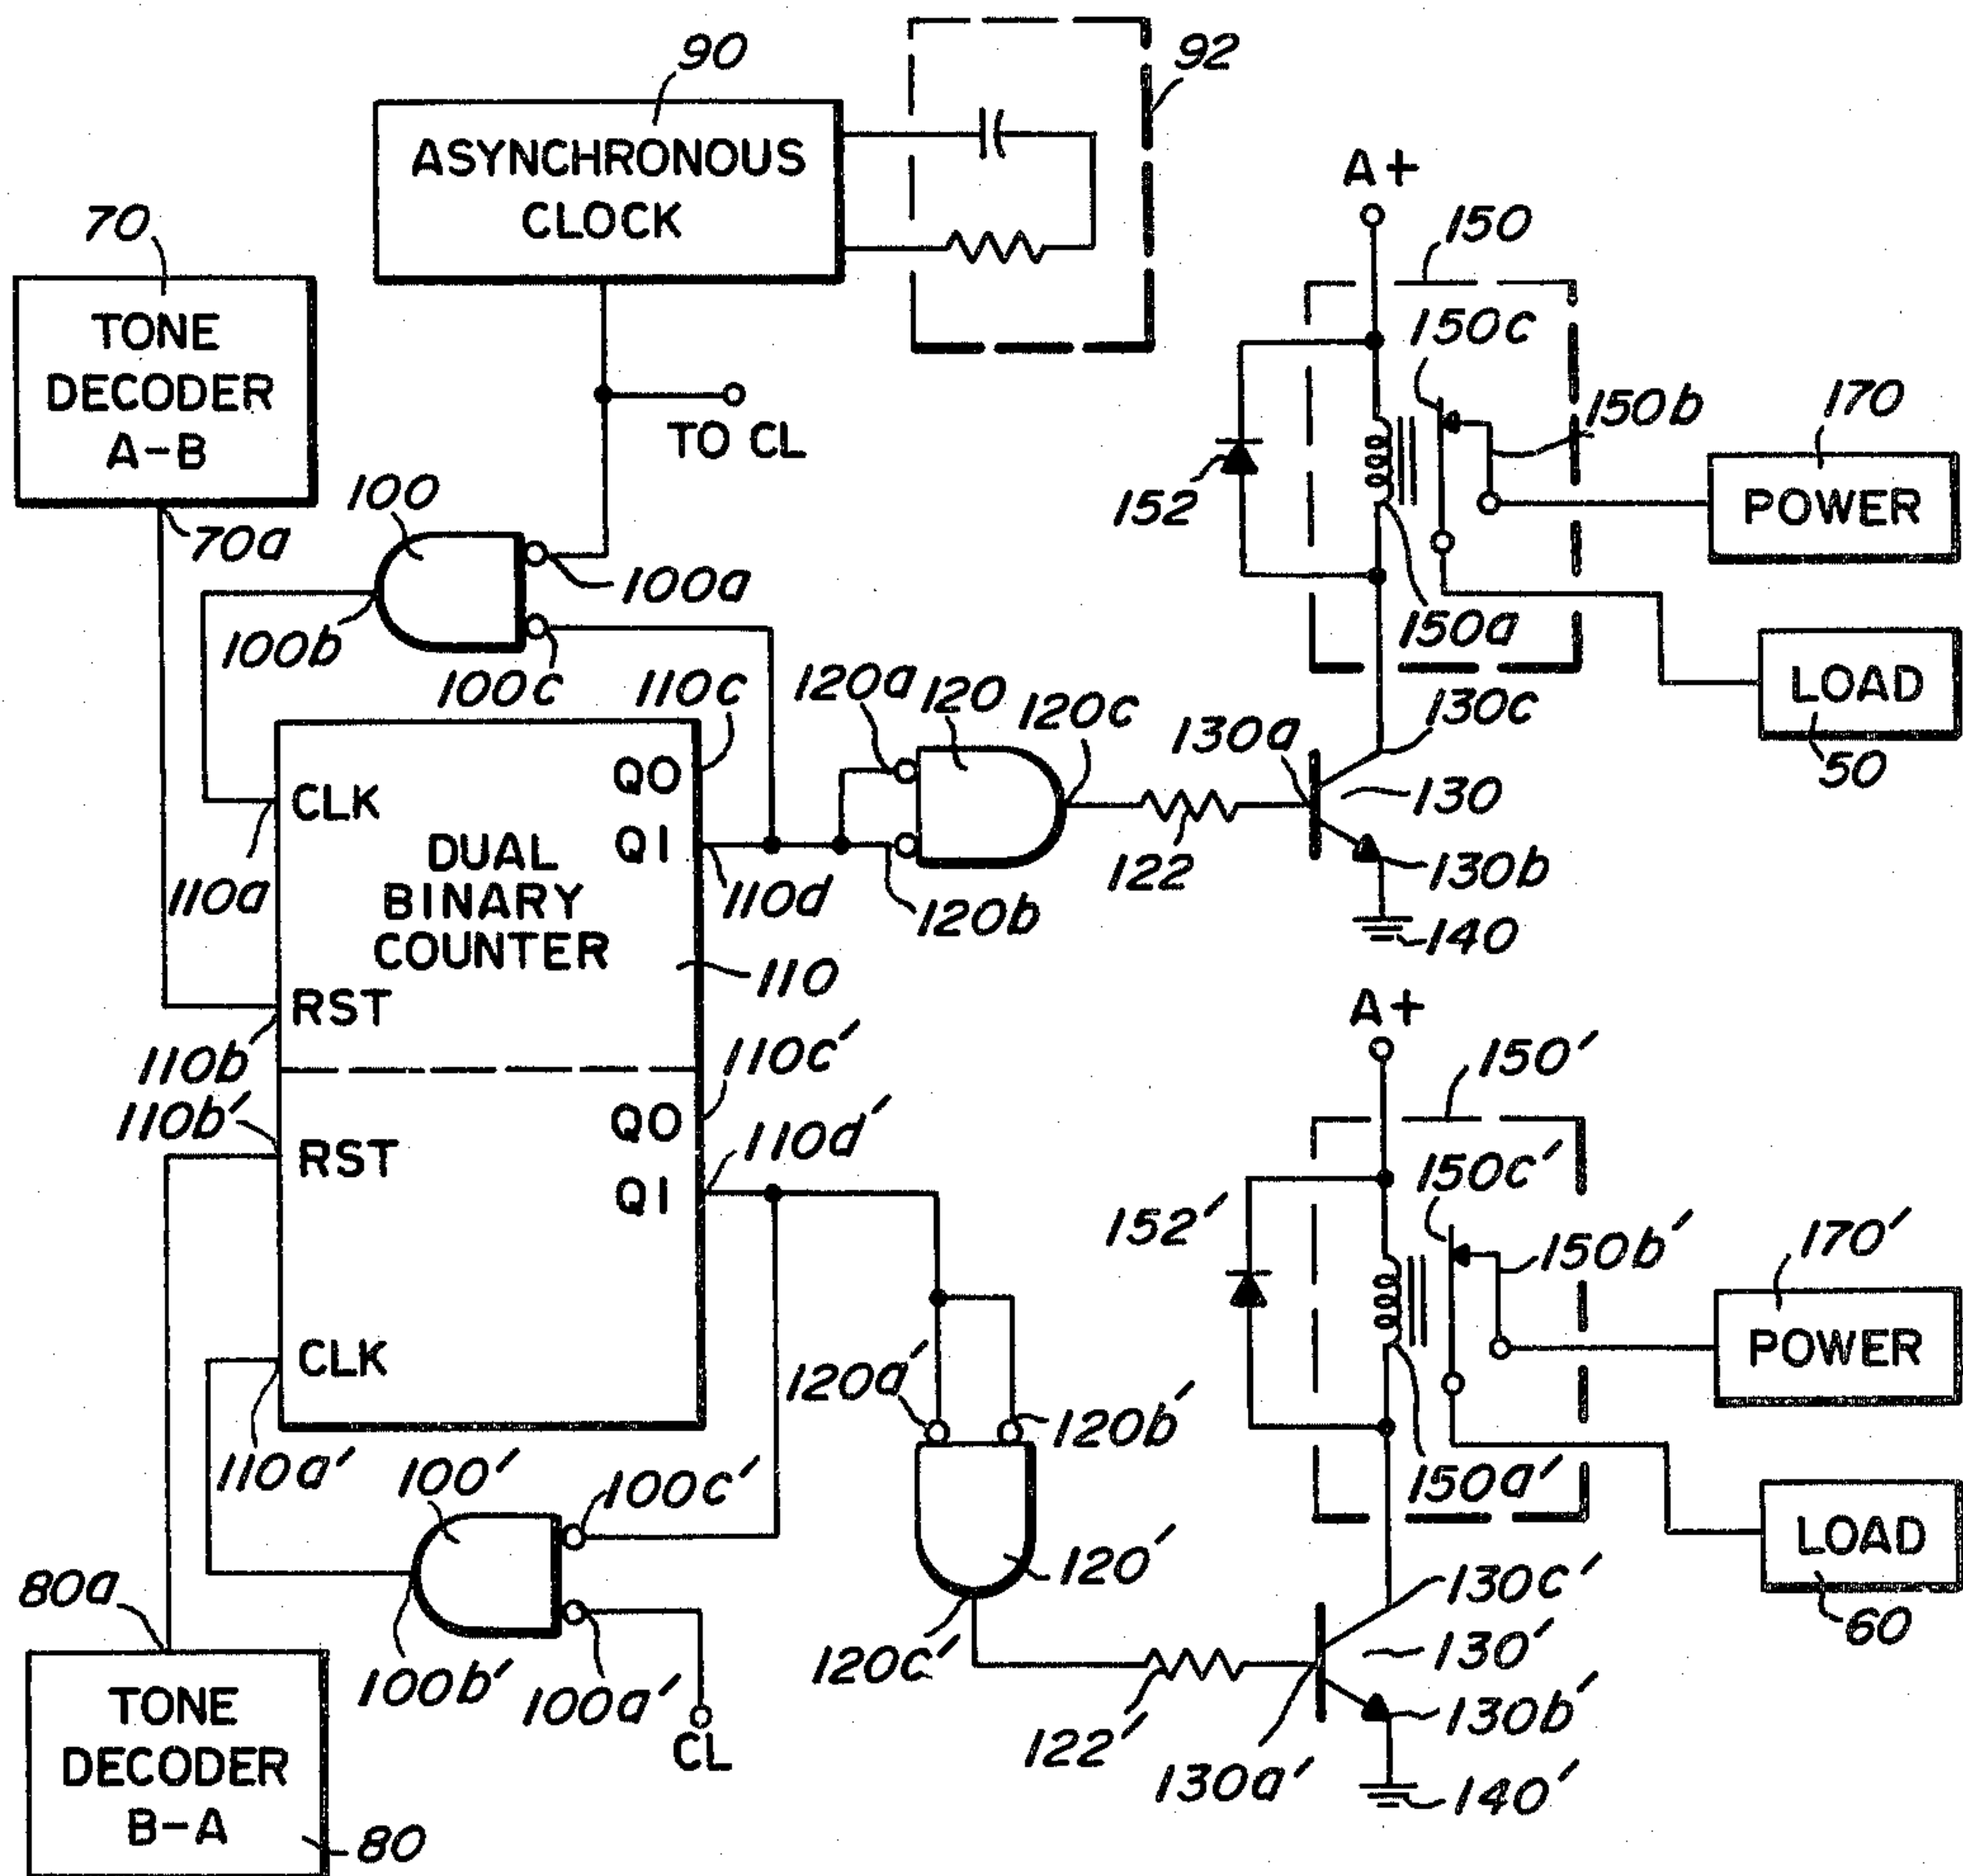 90
92
ASYNCHRONOUS
CLOCK
A+
70
150
TONE
DECODER
A-B
150c
150b
170
TO CL
POWER
152
100
70a
100a
150a
100b
100c
110c
120a
120
120c
LOAD
130c
130a
50
Q0
CLK
130
Q1
DUAL
BINARY
COUNTER
110a
110d
120b
122
130b
140
110
RST
A+
110b
110c'
150'
110b'
Q0
110d'
RST
Q1
150c'
152'
150b'
170'
CLK
POWER
120a'
120b'
110a'
100'
100c'
150a'
LOAD
120'
130c'
80a
60
120c'
130'
100b'
100a'
130b'
TONE
DECODER
B-A
CL
122'
130a'
140'
80